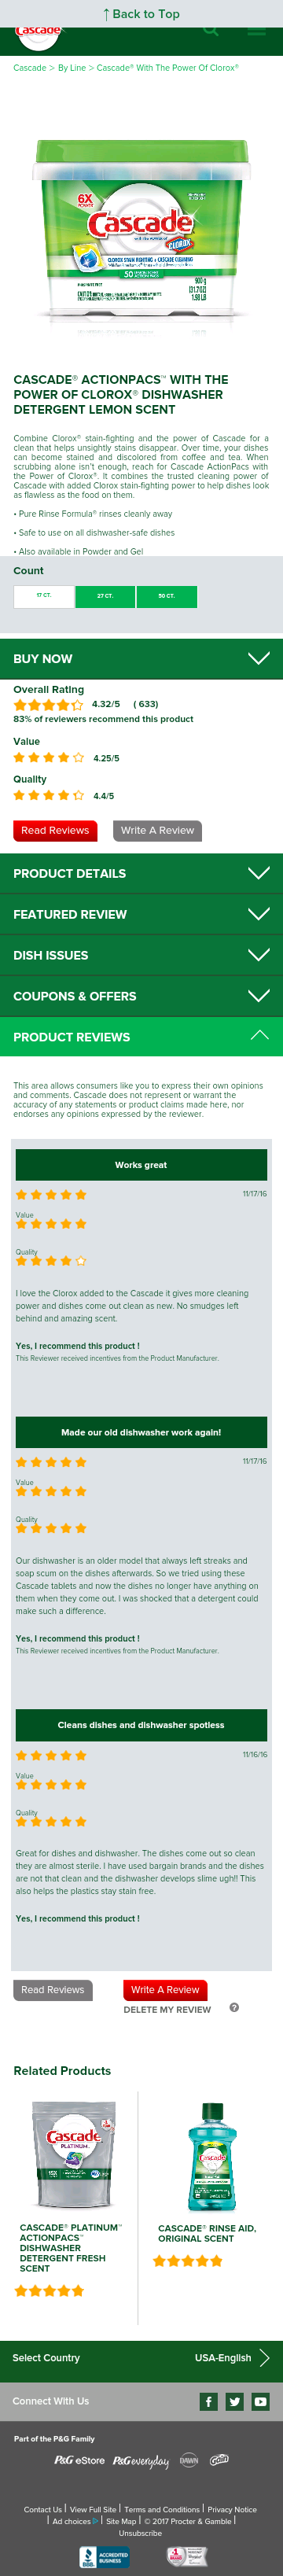 ↑ Back to Top
Cascade
Cascade > By Line > Cascade® With The Power Of Clorox®
6X
Cascade
with the power of
CLOROX
CLOROX STAIN FIGHTING + CASCADE CLEANING
50
900 g
(31.7 OZ)
1.98 LB
CASCADE® ACTIONPACS™ WITH THE
POWER OF CLOROX® DISHWASHER
DETERGENT LEMON SCENT
Combine Clorox® stain-fighting and the power of Cascade for a
clean that helps unsightly stains disappear. Over time, your dishes
can become stained and discolored from coffee and tea. When
scrubbing alone isn't enough, reach for Cascade ActionPacs with
the Power of Clorox®. It combines the trusted cleaning power of
Cascade with added Clorox stain-fighting power to help dishes look
as flawless as the food on them.
• Pure Rinse Formula® rinses cleanly away
• Safe to use on all dishwasher-safe dishes
• Also available in Powder and Gel
Count
17 CT.
27 CT.
50 CT.
BUY NOW
Overall Rating
4.32/5 ( 633)
83% of reviewers recommend this product
Value
4.25/5
Quality
4.4/5
Read Reviews Write A Review
PRODUCT DETAILS
FEATURED REVIEW
DISH ISSUES
COUPONS & OFFERS
PRODUCT REVIEWS
This area allows consumers like you to express their own opinions
and comments. Cascade does not represent or warrant the
accuracy of any statements or product claims made here, nor
endorses any opinions expressed by the reviewer.
Works great
11/17/16
Value
Quality
I love the Clorox added to the Cascade it gives more cleaning
power and dishes come out clean as new. No smudges left
behind and amazing scent.
Yes, I recommend this product !
This Reviewer received incentives from the Product Manufacturer.
Made our old dishwasher work again!
11/17/16
Value
Quality
Our dishwasher is an older model that always left streaks and
soap scum on the dishes afterwards. So we tried using these
Cascade tablets and now the dishes no longer have anything on
them when they come out. I was shocked that a detergent could
make such a difference.
Yes, I recommend this product !
This Reviewer received incentives from the Product Manufacturer.
Cleans dishes and dishwasher spotless
11/16/16
Value
Quality
Great for dishes and dishwasher. The dishes come out so clean
they are almost sterile. I have used bargain brands and the dishes
are not that clean and the dishwasher develops slime ugh!! This
also helps the plastics stay stain free.
Yes, I recommend this product !
Read Reviews Write A Review
DELETE MY REVIEW ?
Related Products
Cascade
PLATINUM
Cascade
CASCADE® PLATINUM™
ACTIONPACS™
DISHWASHER
DETERGENT FRESH
SCENT
CASCADE® RINSE AID,
ORIGINAL SCENT
Select Country USA-English
Connect With Us
Part of the P&G Family
P&G eStore P&G everyday DAWN Gain
Contact Us | View Full Site | Terms and Conditions | Privacy Notice
| Ad choices | Site Map | © 2017 Procter & Gamble |
Unsubscribe
BBB ACCREDITED
BUSINESS